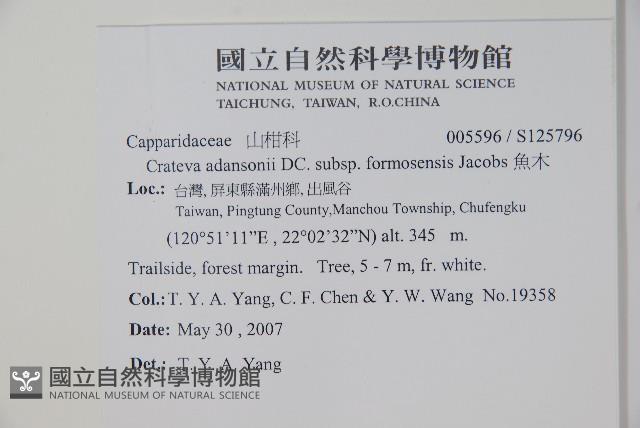 國立自然科學博物館
NATIONAL MUSEUM OF NATURAL SCIENCE
TAICHUNG, TAIWAN, R.O.CHINA
Capparidaceae 山柑科 005596 / S125796
Crateva adansonii DC. subsp. formosensis Jacobs 魚木
Loc.: 台灣, 屏東縣滿州鄉, 出風谷
Taiwan, Pingtung County,Manchou Township, Chufengku
(120°51’11”E , 22°02’32”N) alt. 345 m.
Trailside, forest margin. Tree, 5 - 7 m, fr. white.
Col.: T. Y. A. Yang, C. F. Chen & Y. W. Wang No.19358
Date: May 30 , 2007
Det.: T. Y. A. Yang
國立自然科學博物館
NATIONAL MUSEUM OF NATURAL SCIENCE